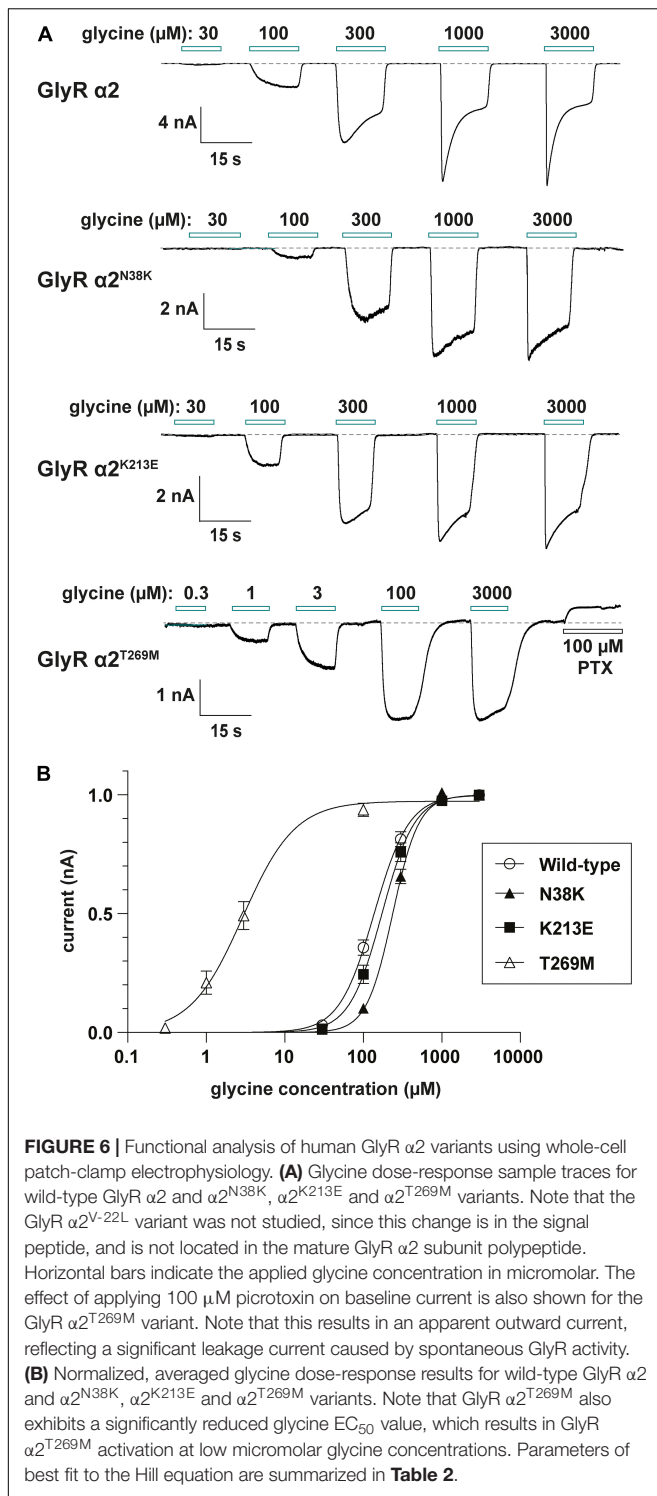 A
glycine (µM): 30 100 300 1000 3000
GlyR α2
4 nA
15 s
glycine (µM): 30 100 300 1000 3000
GlyR α2N38K
2 nA
15 s
glycine (µM): 30 100 300 1000 3000
GlyR α2K213E
2 nA
15 s
glycine (µM): 0.3 1 3 100 3000
GlyR α2T269M
100 µM
PTX
1 nA
15 s
B
1.0
0.5
0.0
current (nA)
0.1 1 10 100 1000 10000
glycine concentration (µM)
Wild-type
N38K
K213E
T269M
FIGURE 6 | Functional analysis of human GlyR α2 variants using whole-cell
patch-clamp electrophysiology. (A) Glycine dose-response sample traces for
wild-type GlyR α2 and α2N38K, α2K213E and α2T269M variants. Note that the
GlyR α2V-22L variant was not studied, since this change is in the signal
peptide, and is not located in the mature GlyR α2 subunit polypeptide.
Horizontal bars indicate the applied glycine concentration in micromolar. The
effect of applying 100 µM picrotoxin on baseline current is also shown for the
GlyR α2T269M variant. Note that this results in an apparent outward current,
reflecting a significant leakage current caused by spontaneous GlyR activity.
(B) Normalized, averaged glycine dose-response results for wild-type GlyR α2
and α2N38K, α2K213E and α2T269M variants. Note that GlyR α2T269M also
exhibits a significantly reduced glycine EC50 value, which results in GlyR
α2T269M activation at low micromolar glycine concentrations. Parameters of
best fit to the Hill equation are summarized in Table 2.